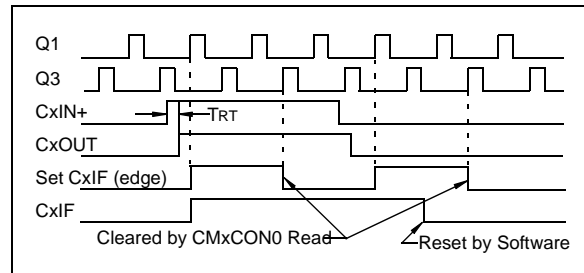 Q1
Q3
CxIN+
TRT
CxOUT
Set CxIF (edge)
CxIF
Cleared by CMxCON0 Read
Reset by Software